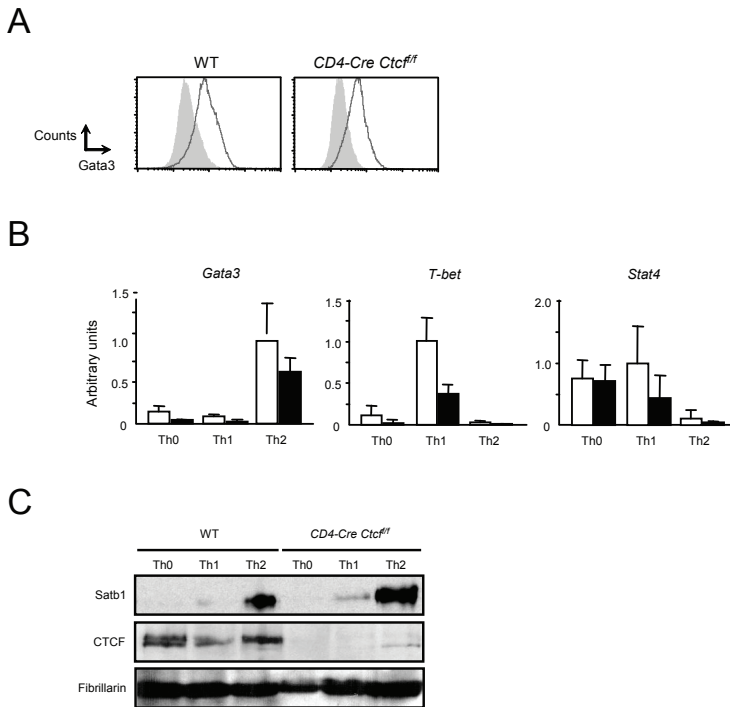 A
WT CD4-Cre Ctcf^f/f
Counts
Gata3
B
Gata3 T-bet Stat4
Arbitrary units
1.5 1.5 2.0
1.0 1.0 1.0
0.5 0.5
0 0 0
Th0 Th1 Th2 Th0 Th1 Th2 Th0 Th1 Th2
C
WT CD4-Cre Ctcf^f/f
Th0 Th1 Th2 Th0 Th1 Th2
Satb1
CTCF
Fibrillarin